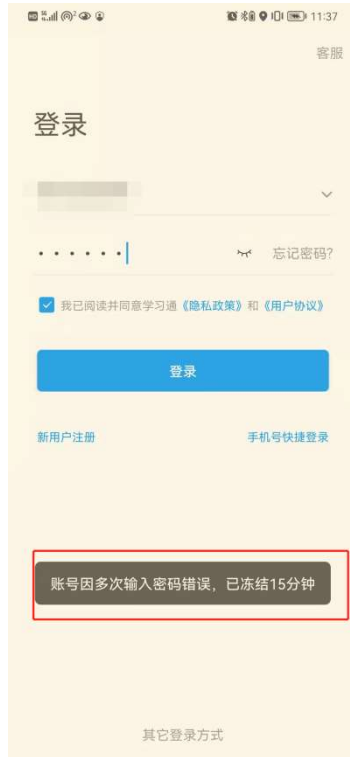 11:37
客服
登录
忘记密码?
我已阅读并同意学习通《隐私政策》和《用户协议》
登录
新用户注册 手机号快捷登录
账号因多次输入密码错误，已冻结15分钟
其它登录方式